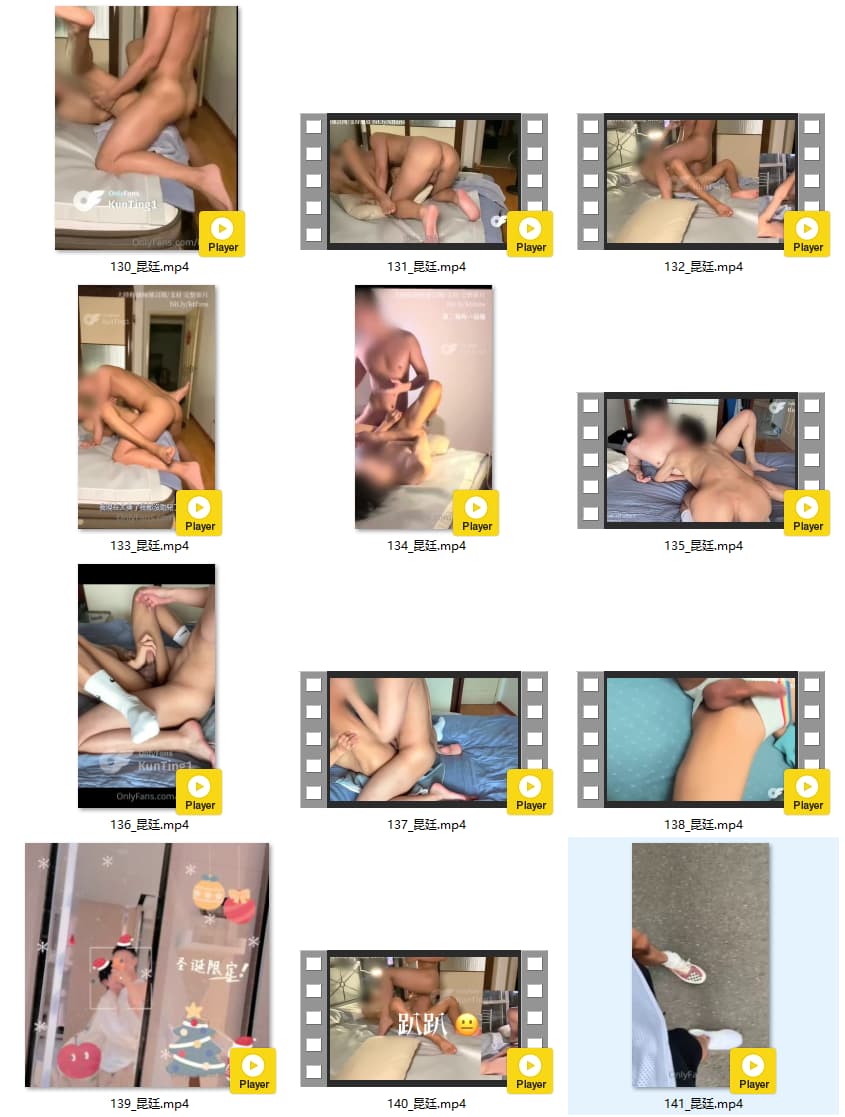 OnlyFans
KunTing1
OnlyFans.com/
Player
130_昆廷.mp4
Player
131_昆廷.mp4
Player
132_昆廷.mp4
Player
133_昆廷.mp4
Player
134_昆廷.mp4
Player
135_昆廷.mp4
OnlyFans
KunTing1
OnlyFans.com/
Player
136_昆廷.mp4
Player
137_昆廷.mp4
Player
138_昆廷.mp4
圣诞限定!
Player
139_昆廷.mp4
趴趴
Player
140_昆廷.mp4
Player
141_昆廷.mp4